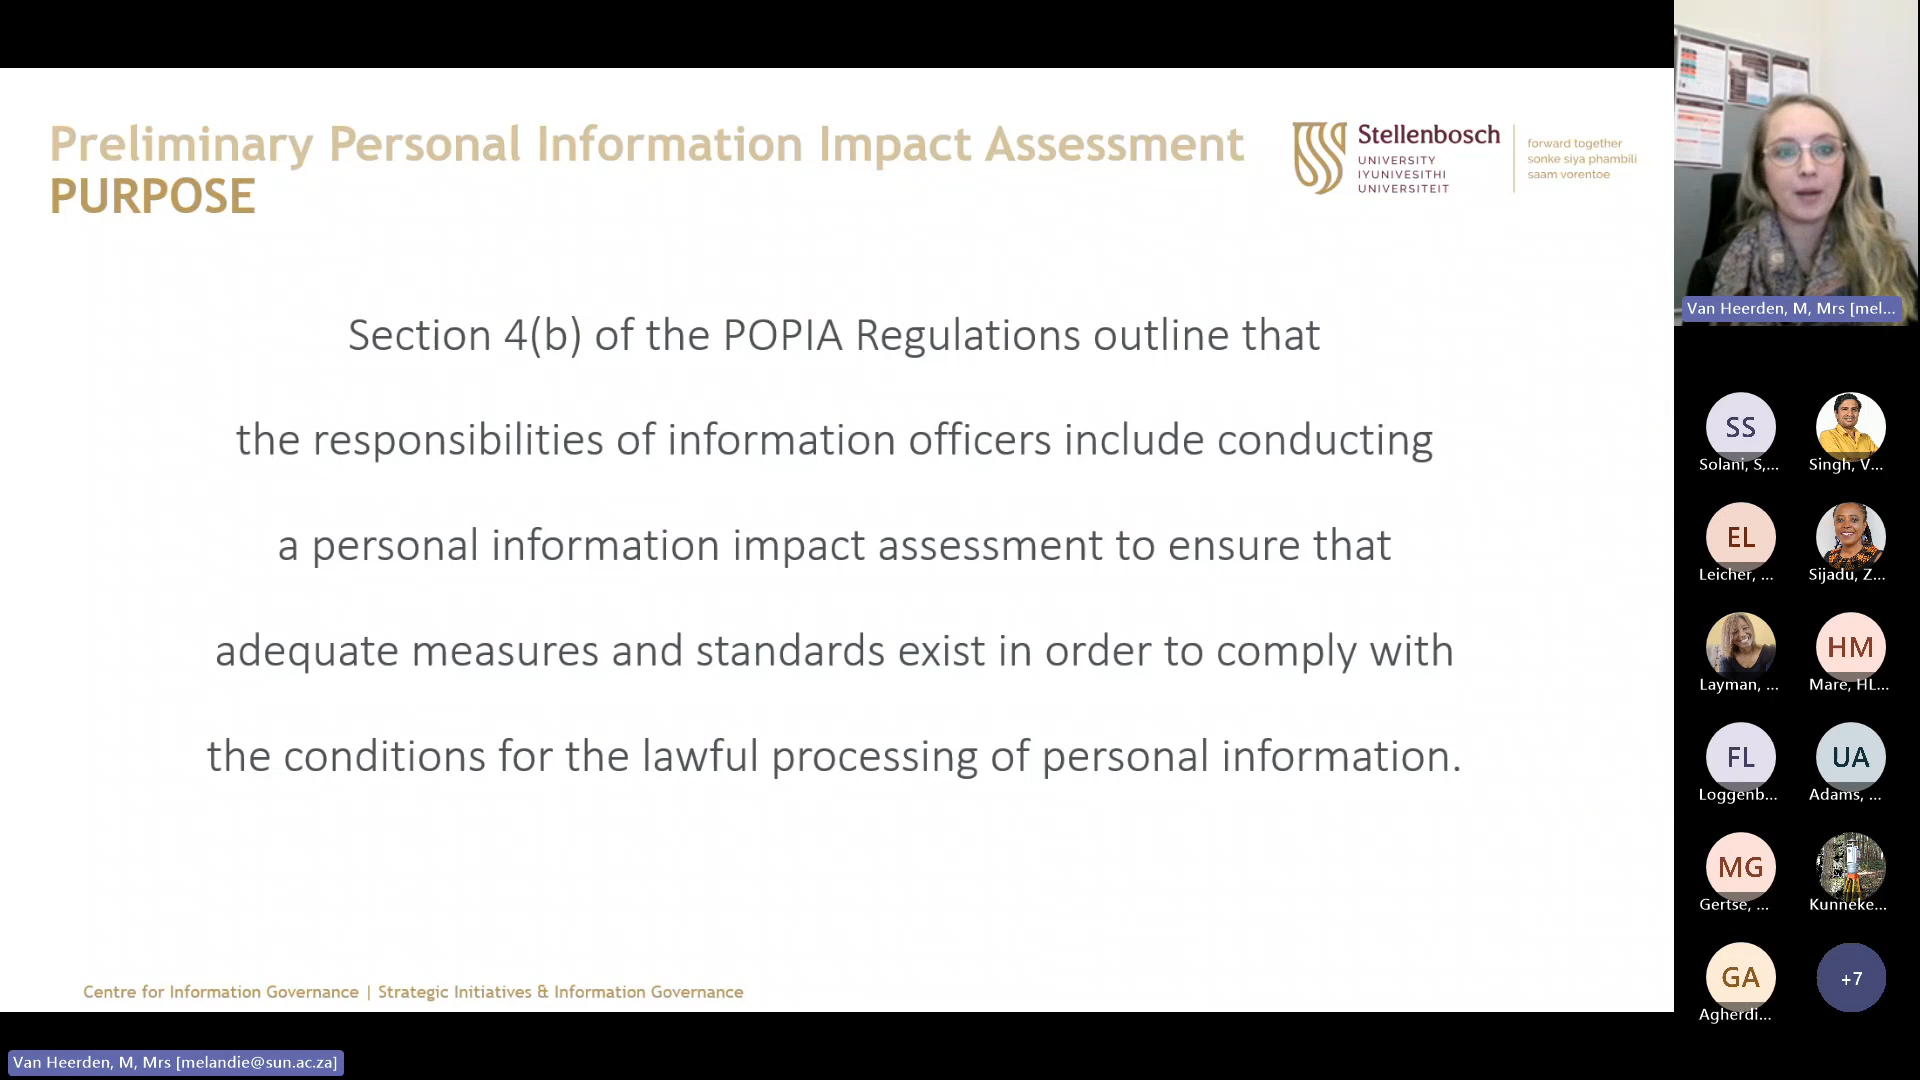 Preliminary Personal Information Impact Assessment
PURPOSE
Stellenbosch
UNIVERSITY
IYUNIVESITHI
UNIVERSITEIT
forward together
sonke siya phambili
saam vorentoe
Section 4(b) of the POPIA Regulations outline that
the responsibilities of information officers include conducting
a personal information impact assessment to ensure that
adequate measures and standards exist in order to comply with
the conditions for the lawful processing of personal information.
Centre for Information Governance | Strategic Initiatives & Information Governance
Van Heerden, M, Mrs [melandie@sun.ac.za]
Van Heerden, M, Mrs [mel...
SS
Solani, S,...
Singh, V...
EL
Leicher, ...
Sijadu, Z...
Layman, ...
HM
Mare, HL...
FL
Loggenb...
UA
Adams, ...
MG
Gertse, ...
Kunneke...
GA
Agherdi...
+7